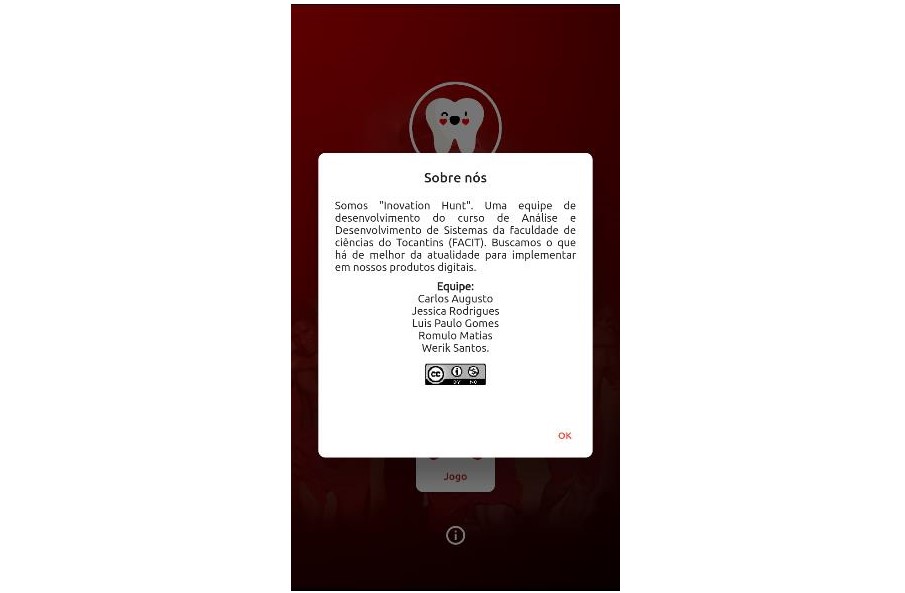 Sobre nós
Somos "Inovation Hunt". Uma equipe de
desenvolvimento do curso de Análise e
Desenvolvimento de Sistemas da faculdade de
ciências do Tocantins (FACIT). Buscamos o que
há de melhor da atualidade para implementar
em nossos produtos digitais.
Equipe:
Carlos Augusto
Jessica Rodrigues
Luis Paulo Gomes
Romulo Matias
Werik Santos.
cc
BY NC
OK
Jogo